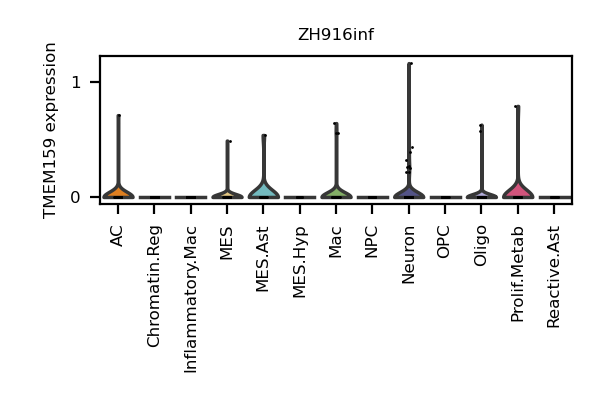 ZH916inf
TMEM159 expression
1
0
AC
Chromatin.Reg
Inflammatory.Mac
MES
MES.Ast
MES.Hyp
Mac
NPC
Neuron
OPC
Oligo
Prolif.Metab
Reactive.Ast